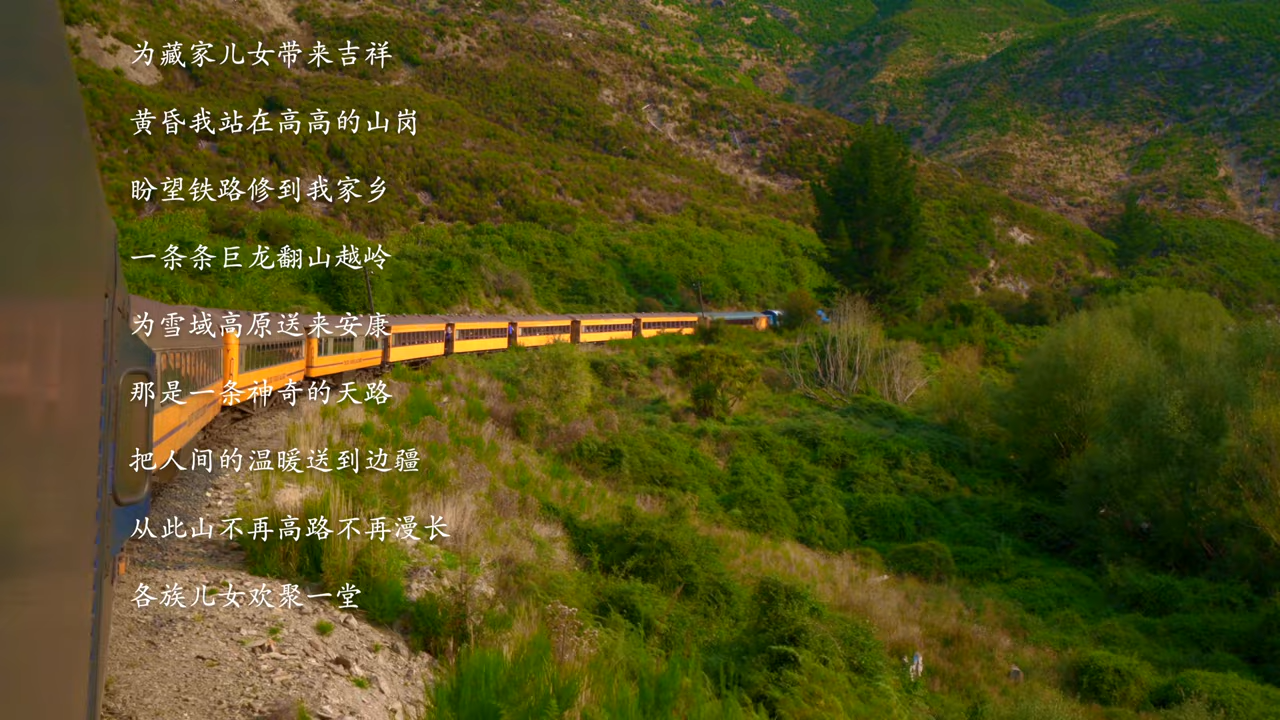 为藏家儿女带来吉祥
黄昏我站在高高的山岗
盼望铁路修到我家乡
一条条巨龙翻山越岭
为雪域高原送来安康
那是一条神奇的天路
把人间的温暖送到边疆
从此山不再高路不再漫长
各族儿女欢聚一堂